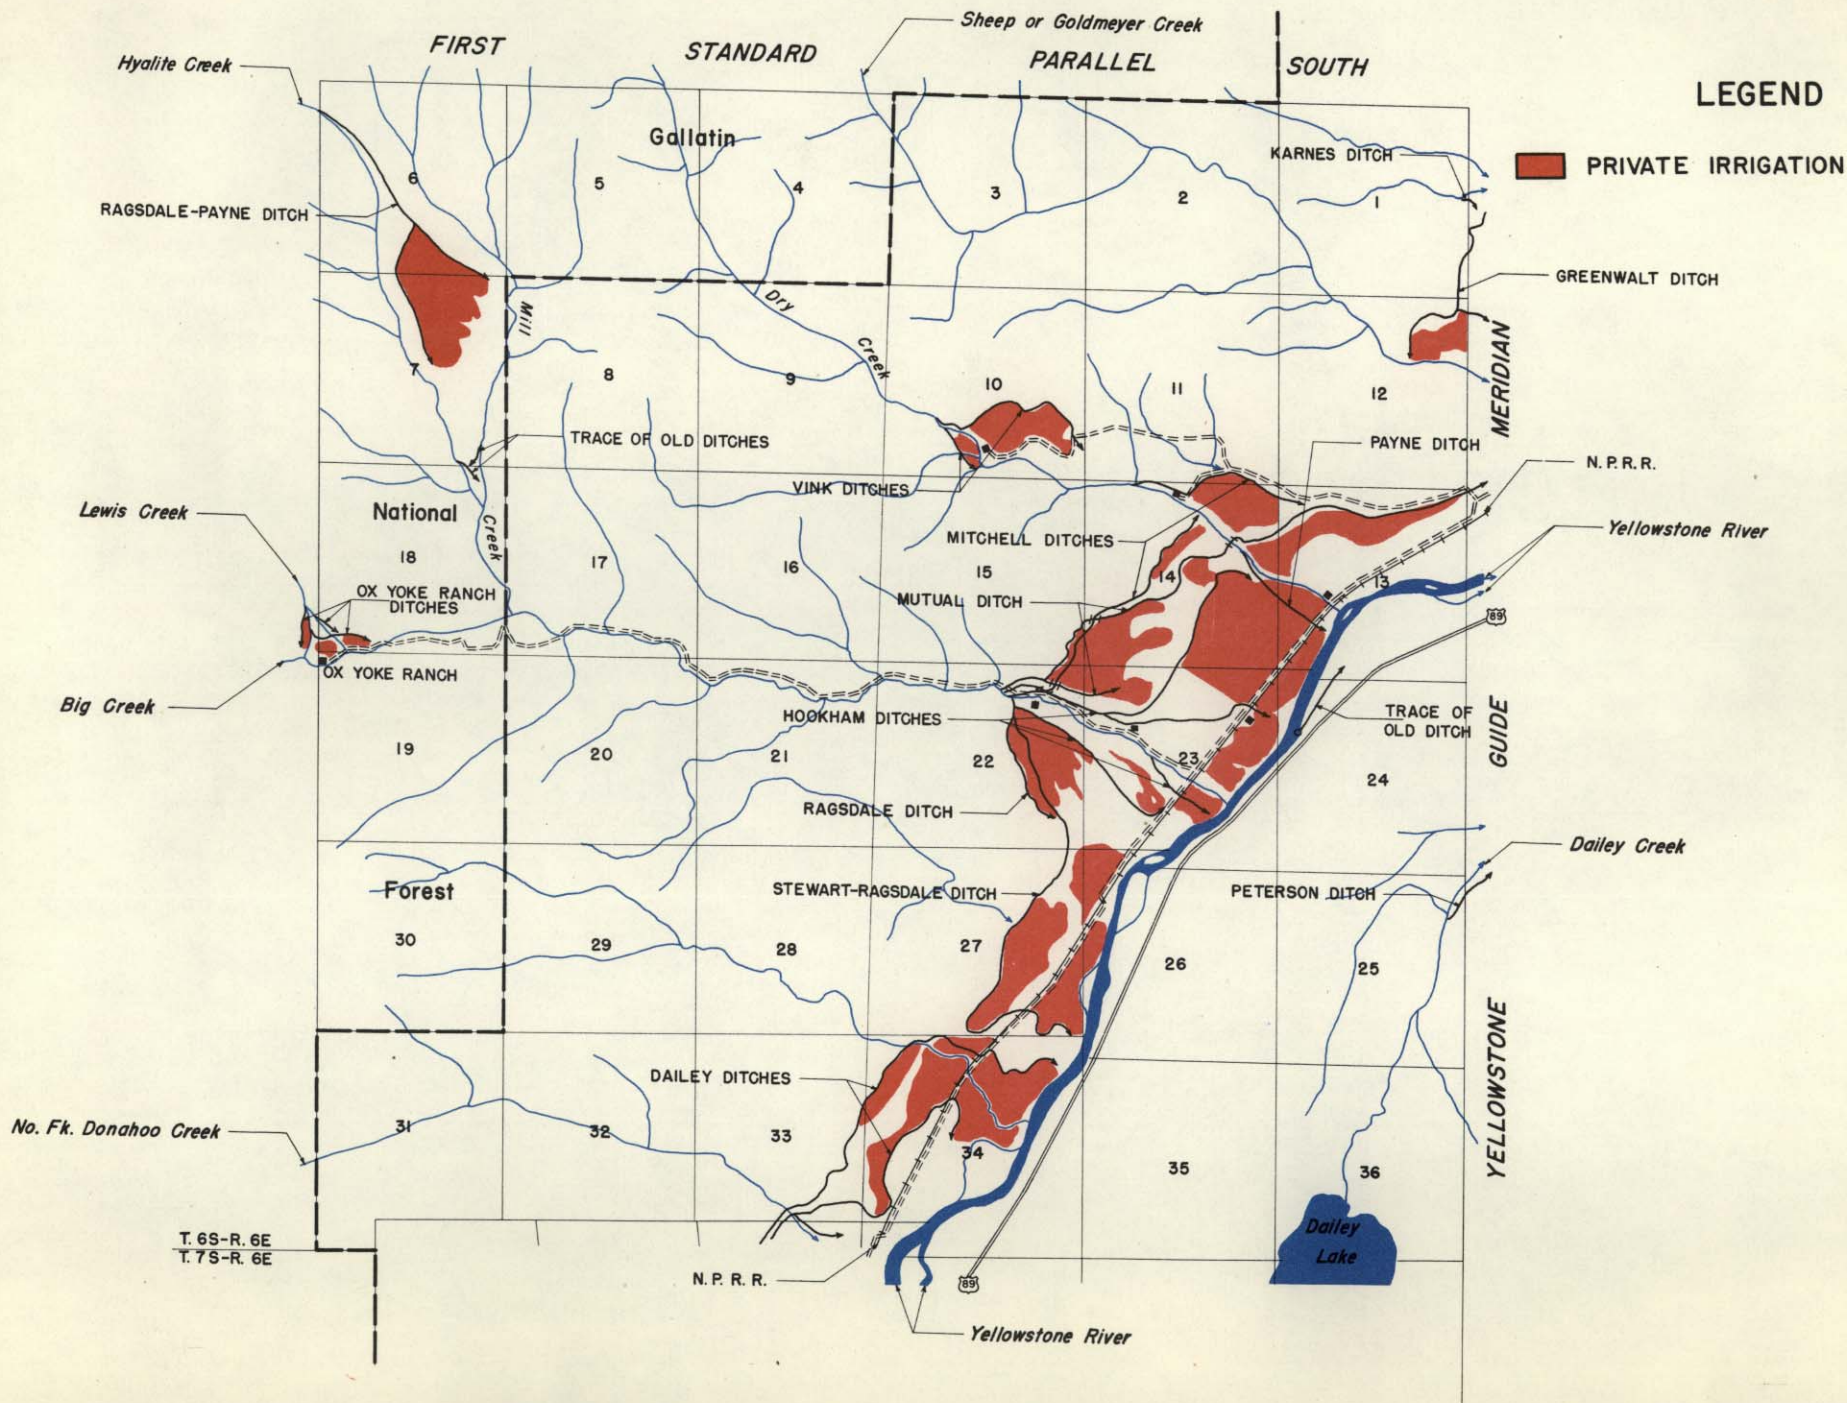 Sheep or Goldmeyer Creek
FIRST STANDARD PARALLEL SOUTH
Hyalite Creek
LEGEND
PRIVATE IRRIGATION
Gallatin
KARNES DITCH
6 5 4 3 2 1
RAGSDALE-PAYNE DITCH
GREENWALT DITCH
Mill
Dry
Creek
MERIDIAN
7 8 9 10 11 12
TRACE OF OLD DITCHES
PAYNE DITCH
N.P.R.R.
VINK DITCHES
Lewis Creek
National
Creek
MITCHELL DITCHES
Yellowstone River
18 17 16 15 14 13
OX YOKE RANCH
DITCHES
MUTUAL DITCH
89
OX YOKE RANCH
Big Creek
HOOKHAM DITCHES
TRACE OF
OLD DITCH
GUIDE
19 20 21 22 23 24
RAGSDALE DITCH
Dailey Creek
Forest
STEWART-RAGSDALE DITCH
PETERSON DITCH
30 29 28 27 26 25
YELLOWSTONE
DAILEY DITCHES
No. Fk. Donahoo Creek
31 32 33 34 35 36
Dailey
Lake
T. 6S-R. 6E
T. 7S-R. 6E
N.P.R.R.
89
Yellowstone River